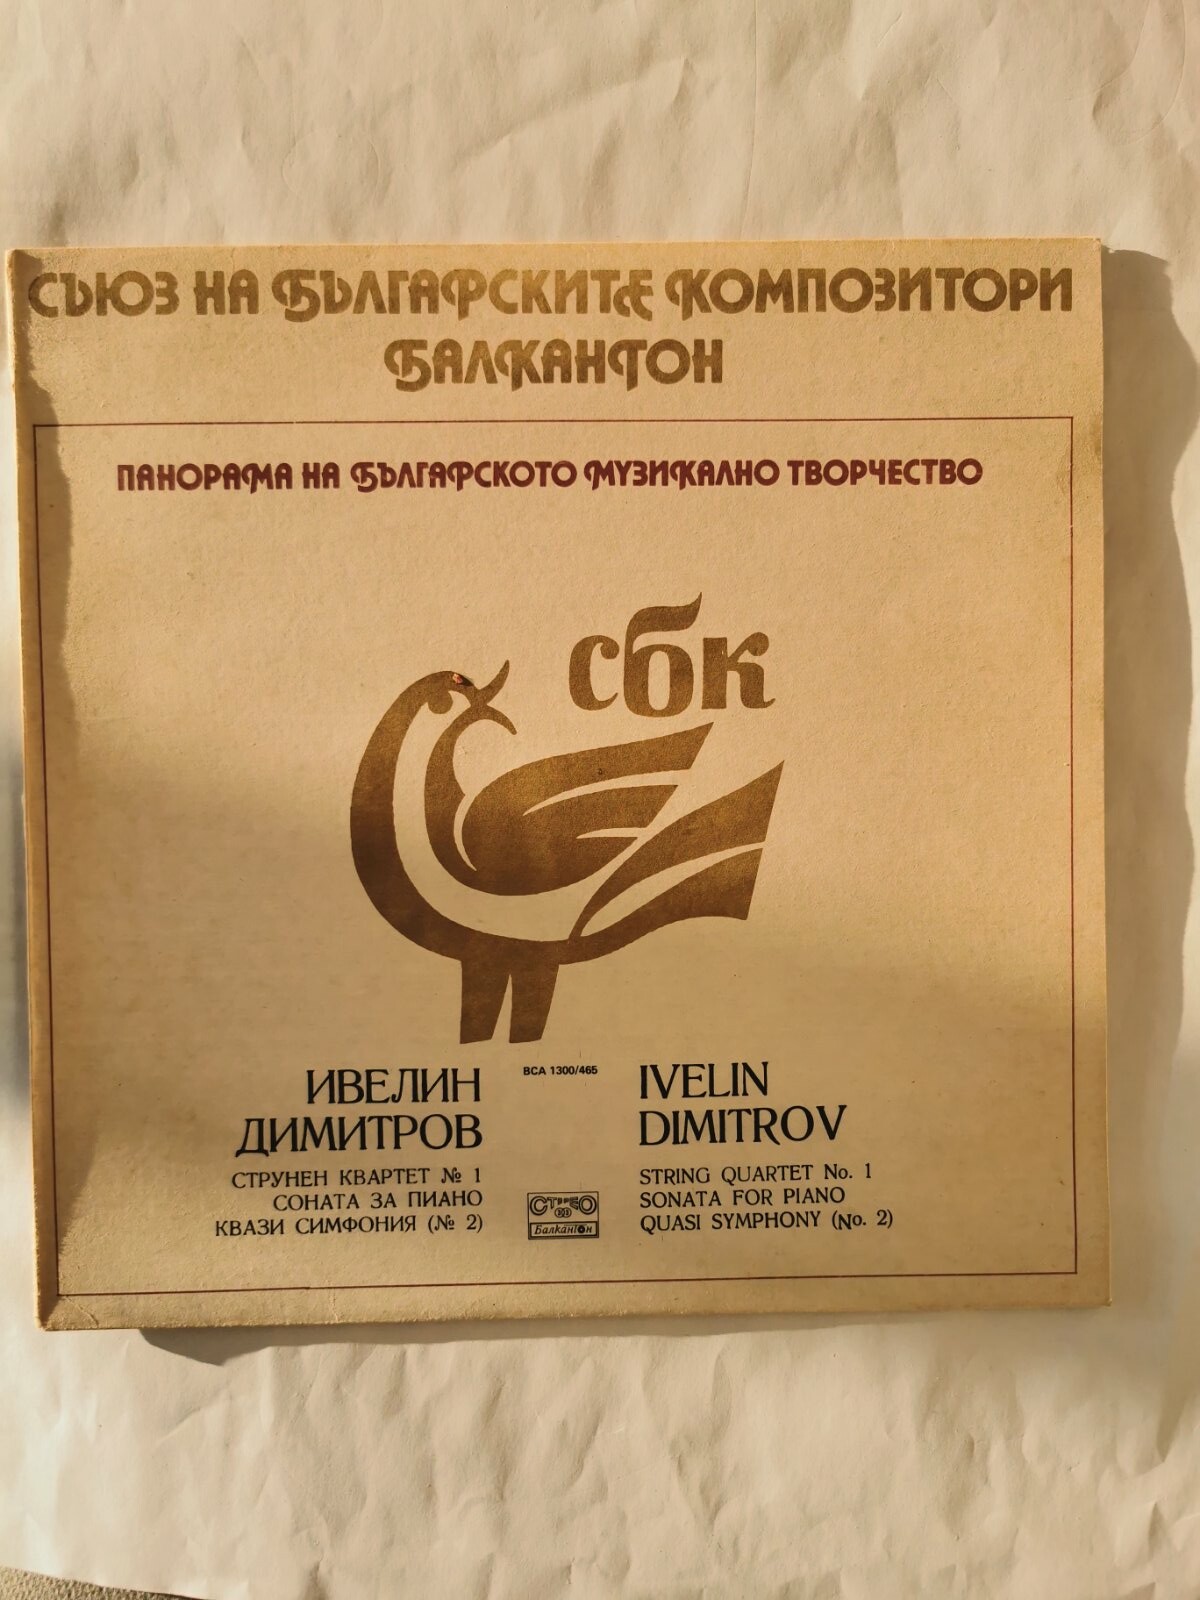 СЪЮЗ НА БЪЛГАРСКИТЕ КОМПОЗИТОРИ
БАЛКАНТОН
ПАНОРАМА НА БЪЛГАРСКОТО МУЗИКАЛНО ТВОРЧЕСТВО
сбк
ИВЕЛИН
ДИМИТРОВ
СТРУНЕН КВАРТЕТ № 1
СОНАТА ЗА ПИАНО
КВАЗИ СИМФОНИЯ (№ 2)
ВСА 1300/465
СТЕРЕО
33
Балкантон
IVELIN
DIMITROV
STRING QUARTET No. 1
SONATA FOR PIANO
QUASI SYMPHONY (No. 2)